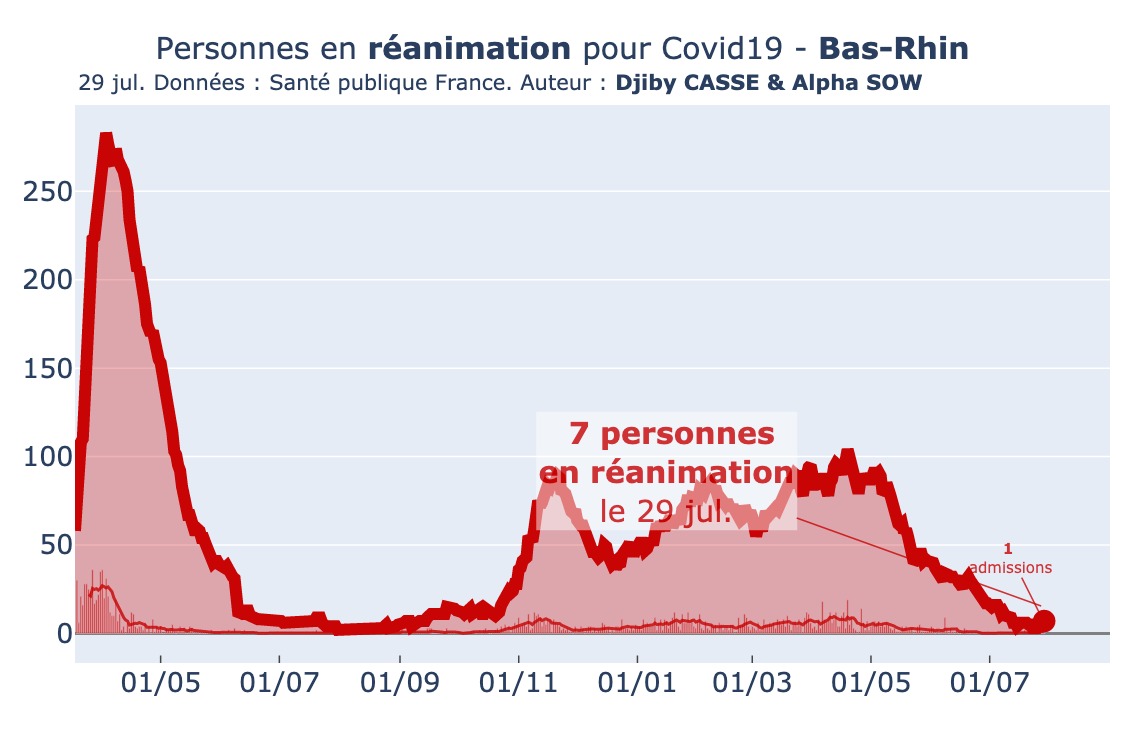 Personnes en réanimation pour Covid19 - Bas-Rhin
29 jul. Données : Santé publique France. Auteur : Djiby CASSE & Alpha SOW
250
200
150
100
50
0
7 personnes
en réanimation
le 29 jul.
1
admissions
01/05 01/07 01/09 01/11 01/01 01/03 01/05 01/07